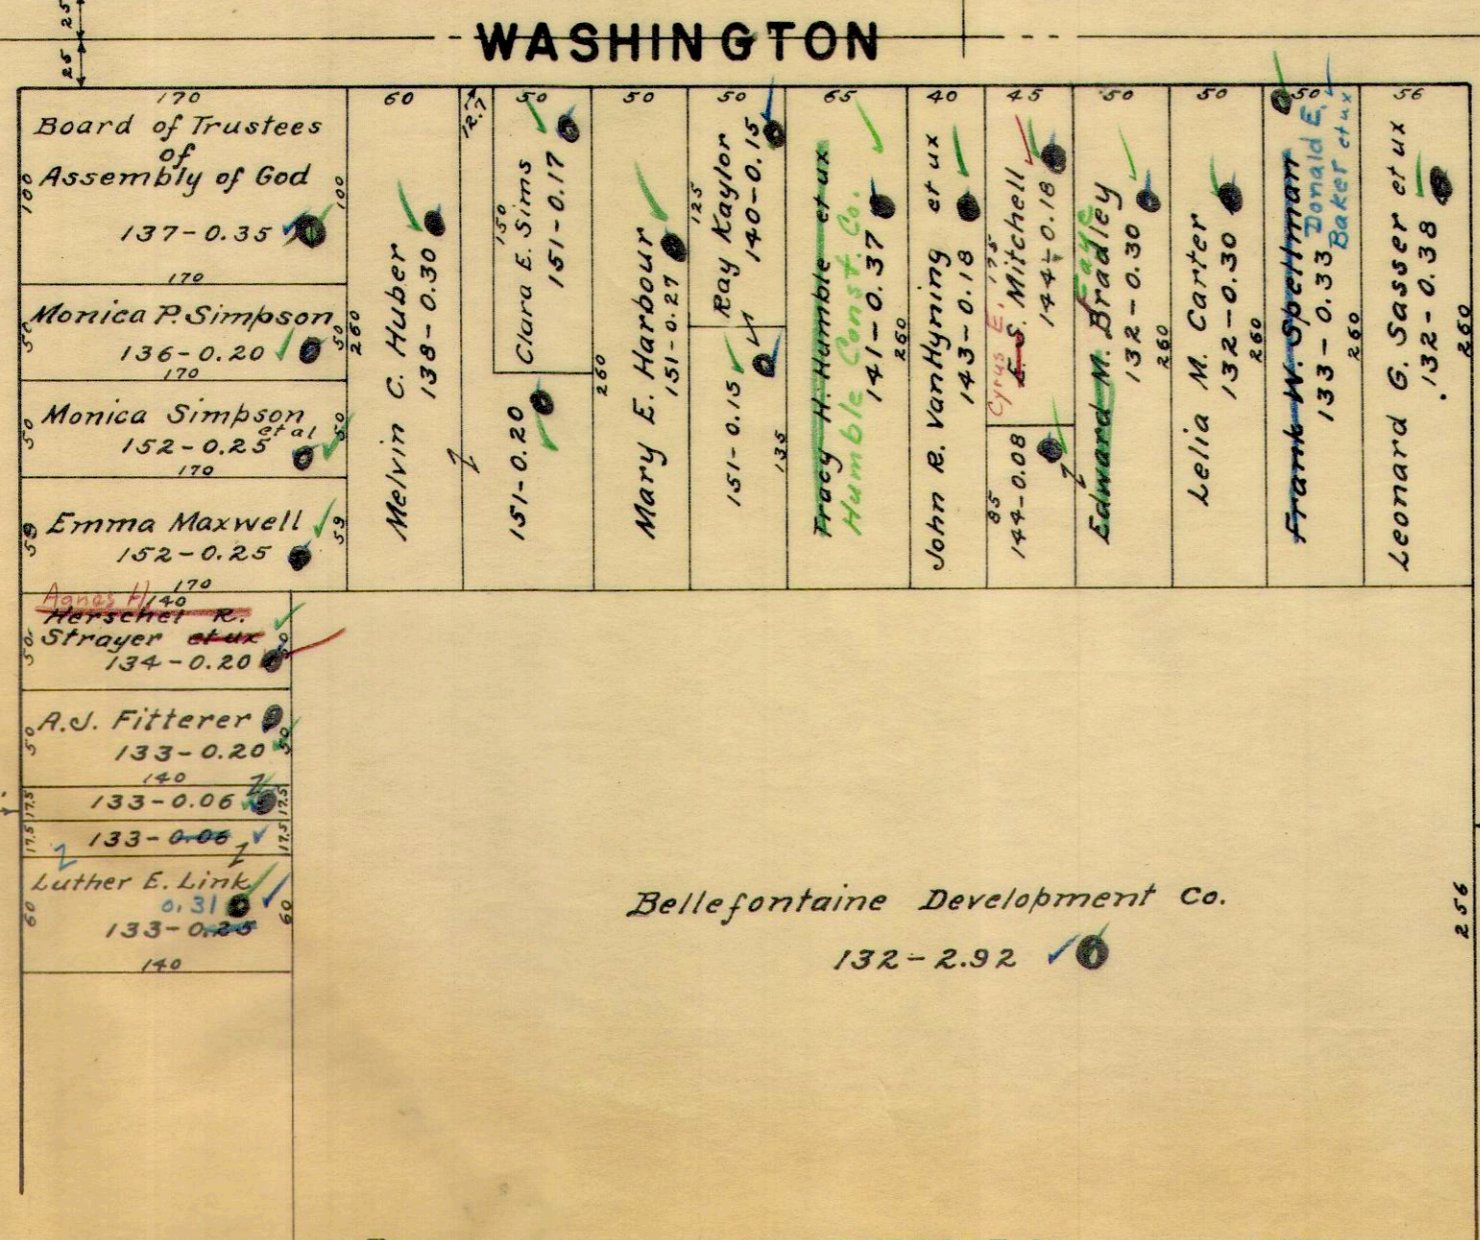 25
25
WASHINGTON
170
Board of Trustees
of
Assembly of God
100
100
137-0.35
170
Monica P. Simpson
50
50
136-0.20
170
Monica Simpson
et al
50
50
152-0.25
170
Emma Maxwell
59
59
152-0.25
170
Agnes H.
140
Herschel R.
Strayer et ux
50
50
134-0.20
A.J. Fitterer
50
50
133-0.20
140
17.5
133-0.06
17.5
17.5
133-0.06
17.5
Luther E. Link
0.31
60
60
133-0.25
140
60
Melvin C. Huber
138-0.30
260
12.7
50
150
Clara E. Sims
151-0.17
151-0.20
260
50
Mary E. Harbour
151-0.27
50
125
Ray Kaylor
140-0.15
151-0.15
135
65
Tracy H. Humble et ux
Humble Const. Co.
141-0.37
260
40
John R. VanHyning et ux
143-0.18
45
175
Cyrus E.
E. S. Mitchell
144-0.18
85
144-0.08
50
Faye
Edward M. Bradley
132-0.30
260
50
Lelia M. Carter
132-0.30
260
50
Frank W. Spellman
Donald E.
Baker et ux
133-0.33
260
56
Leonard G. Sasser et ux
132-0.38
260
Bellefontaine Development Co.
132-2.92
256